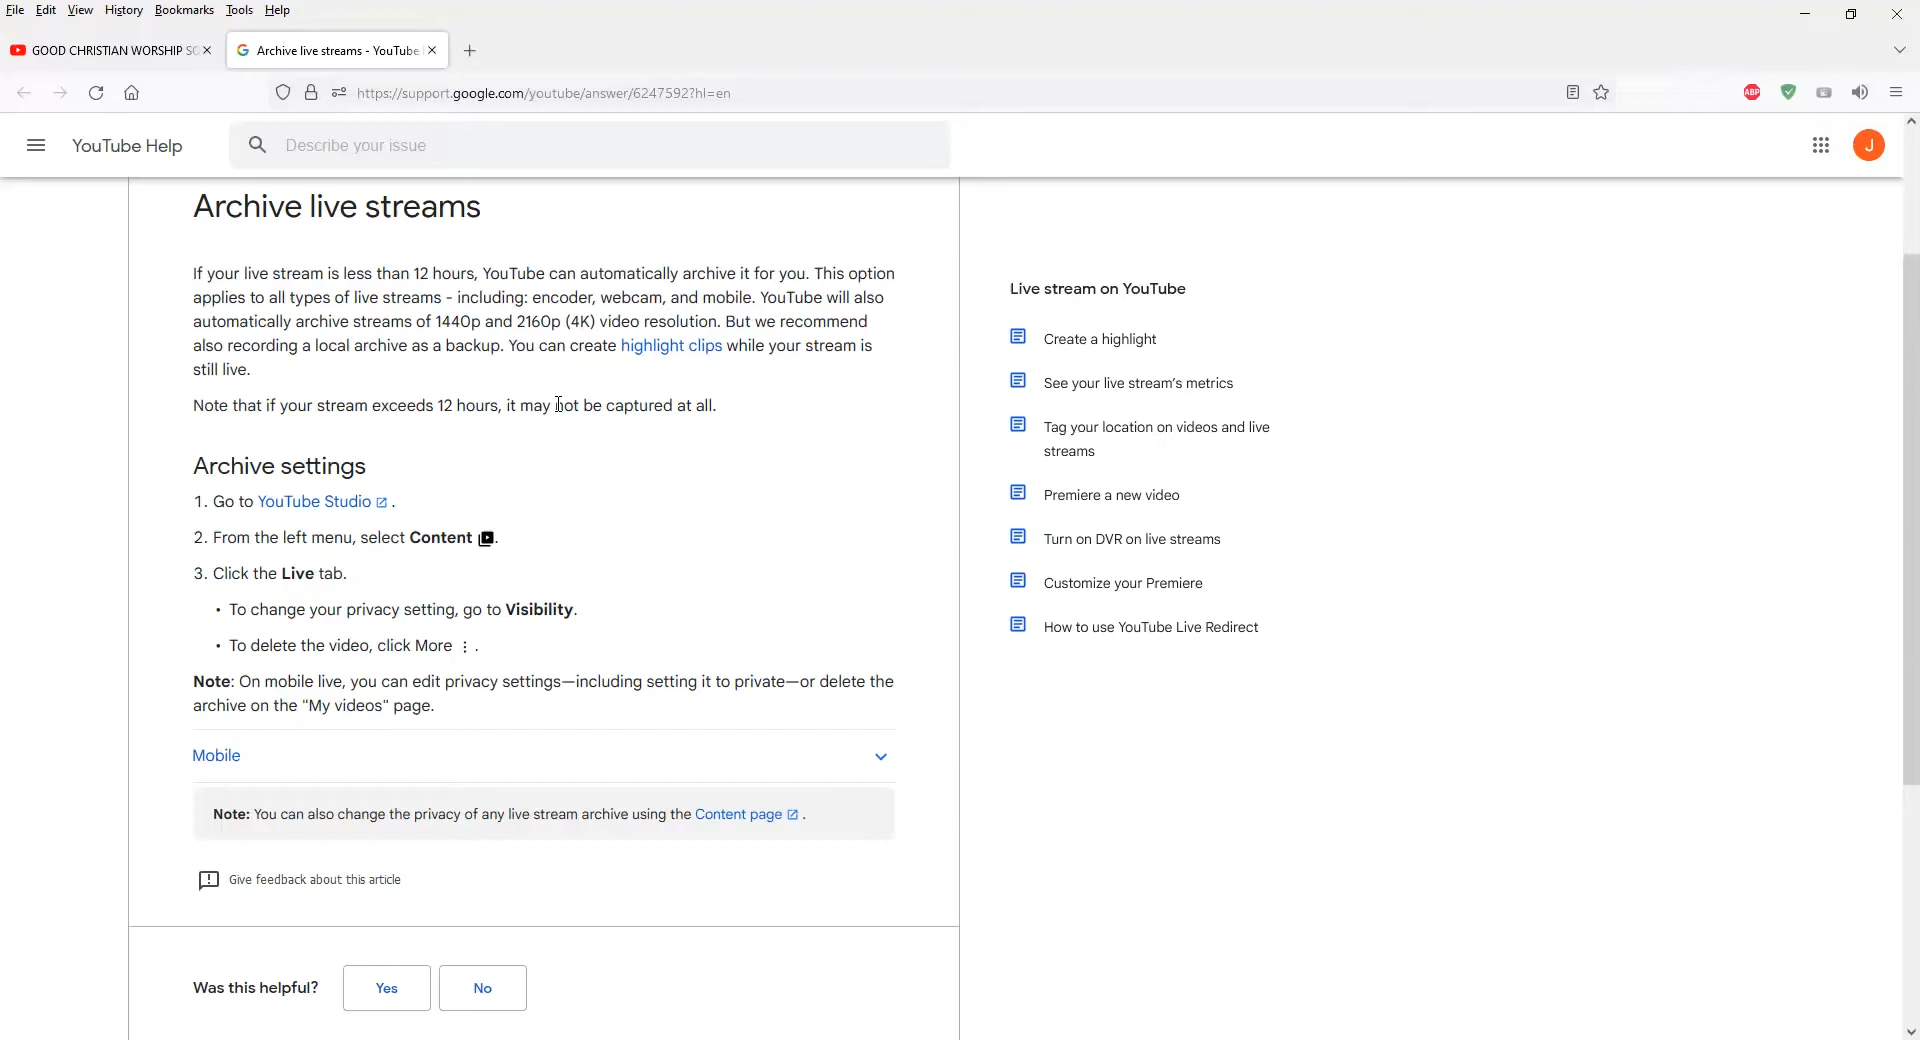 File Edit View History Bookmarks Tools Help
GOOD CHRISTIAN WORSHIP SO
Archive live streams - YouTube
https://support.google.com/youtube/answer/6247592?hl=en
ABP
YouTube Help
Describe your issue
J
Archive live streams
If your live stream is less than 12 hours, YouTube can automatically archive it for you. This option
applies to all types of live streams - including: encoder, webcam, and mobile. YouTube will also
automatically archive streams of 1440p and 2160p (4K) video resolution. But we recommend
also recording a local archive as a backup. You can create highlight clips while your stream is
still live.
Note that if your stream exceeds 12 hours, it may not be captured at all.
Archive settings
1. Go to YouTube Studio .
2. From the left menu, select Content .
3. Click the Live tab.
• To change your privacy setting, go to Visibility.
• To delete the video, click More .
Note: On mobile live, you can edit privacy settings—including setting it to private—or delete the
archive on the "My videos" page.
Mobile
Note: You can also change the privacy of any live stream archive using the Content page .
Give feedback about this article
Was this helpful?
Yes
No
Live stream on YouTube
Create a highlight
See your live stream’s metrics
Tag your location on videos and live
streams
Premiere a new video
Turn on DVR on live streams
Customize your Premiere
How to use YouTube Live Redirect